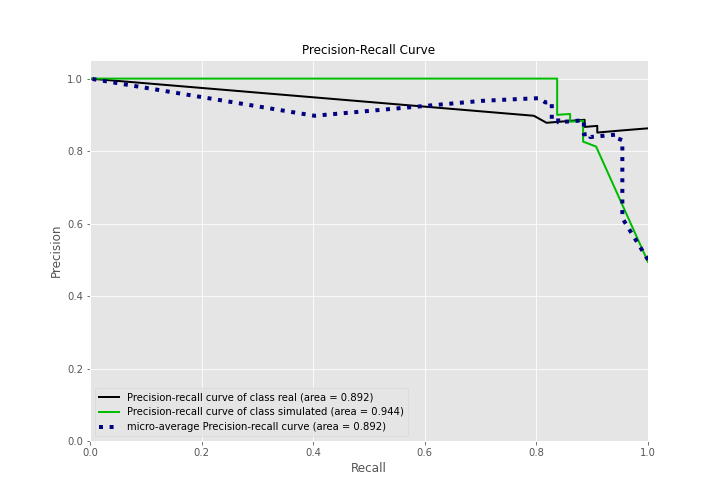 Precision-Recall Curve
1.0
0.8
0.6
0.4
0.2
0.0
Precision
Precision-recall curve of class real (area = 0.892)
Precision-recall curve of class simulated (area = 0.944)
micro-average Precision-recall curve (area = 0.892)
0.0 0.2 0.4 0.6 0.8 1.0
Recall